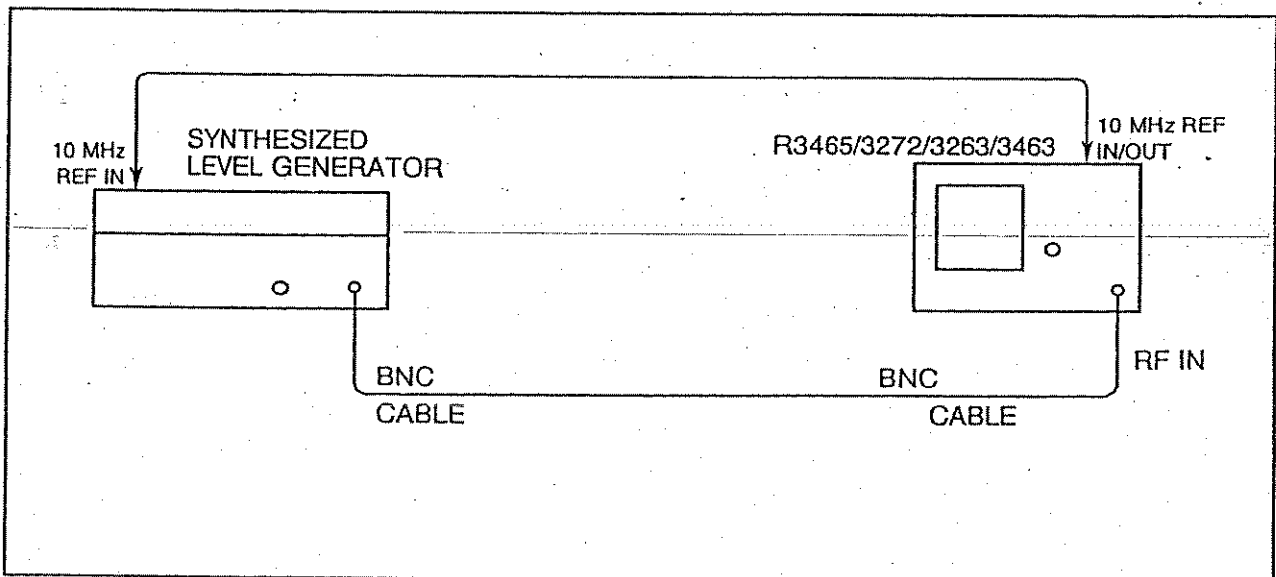 10 MHz
REF IN
SYNTHESIZED
LEVEL GENERATOR
R3465/3272/3263/3463
10 MHz REF
IN/OUT
BNC
CABLE
BNC
CABLE
RF IN